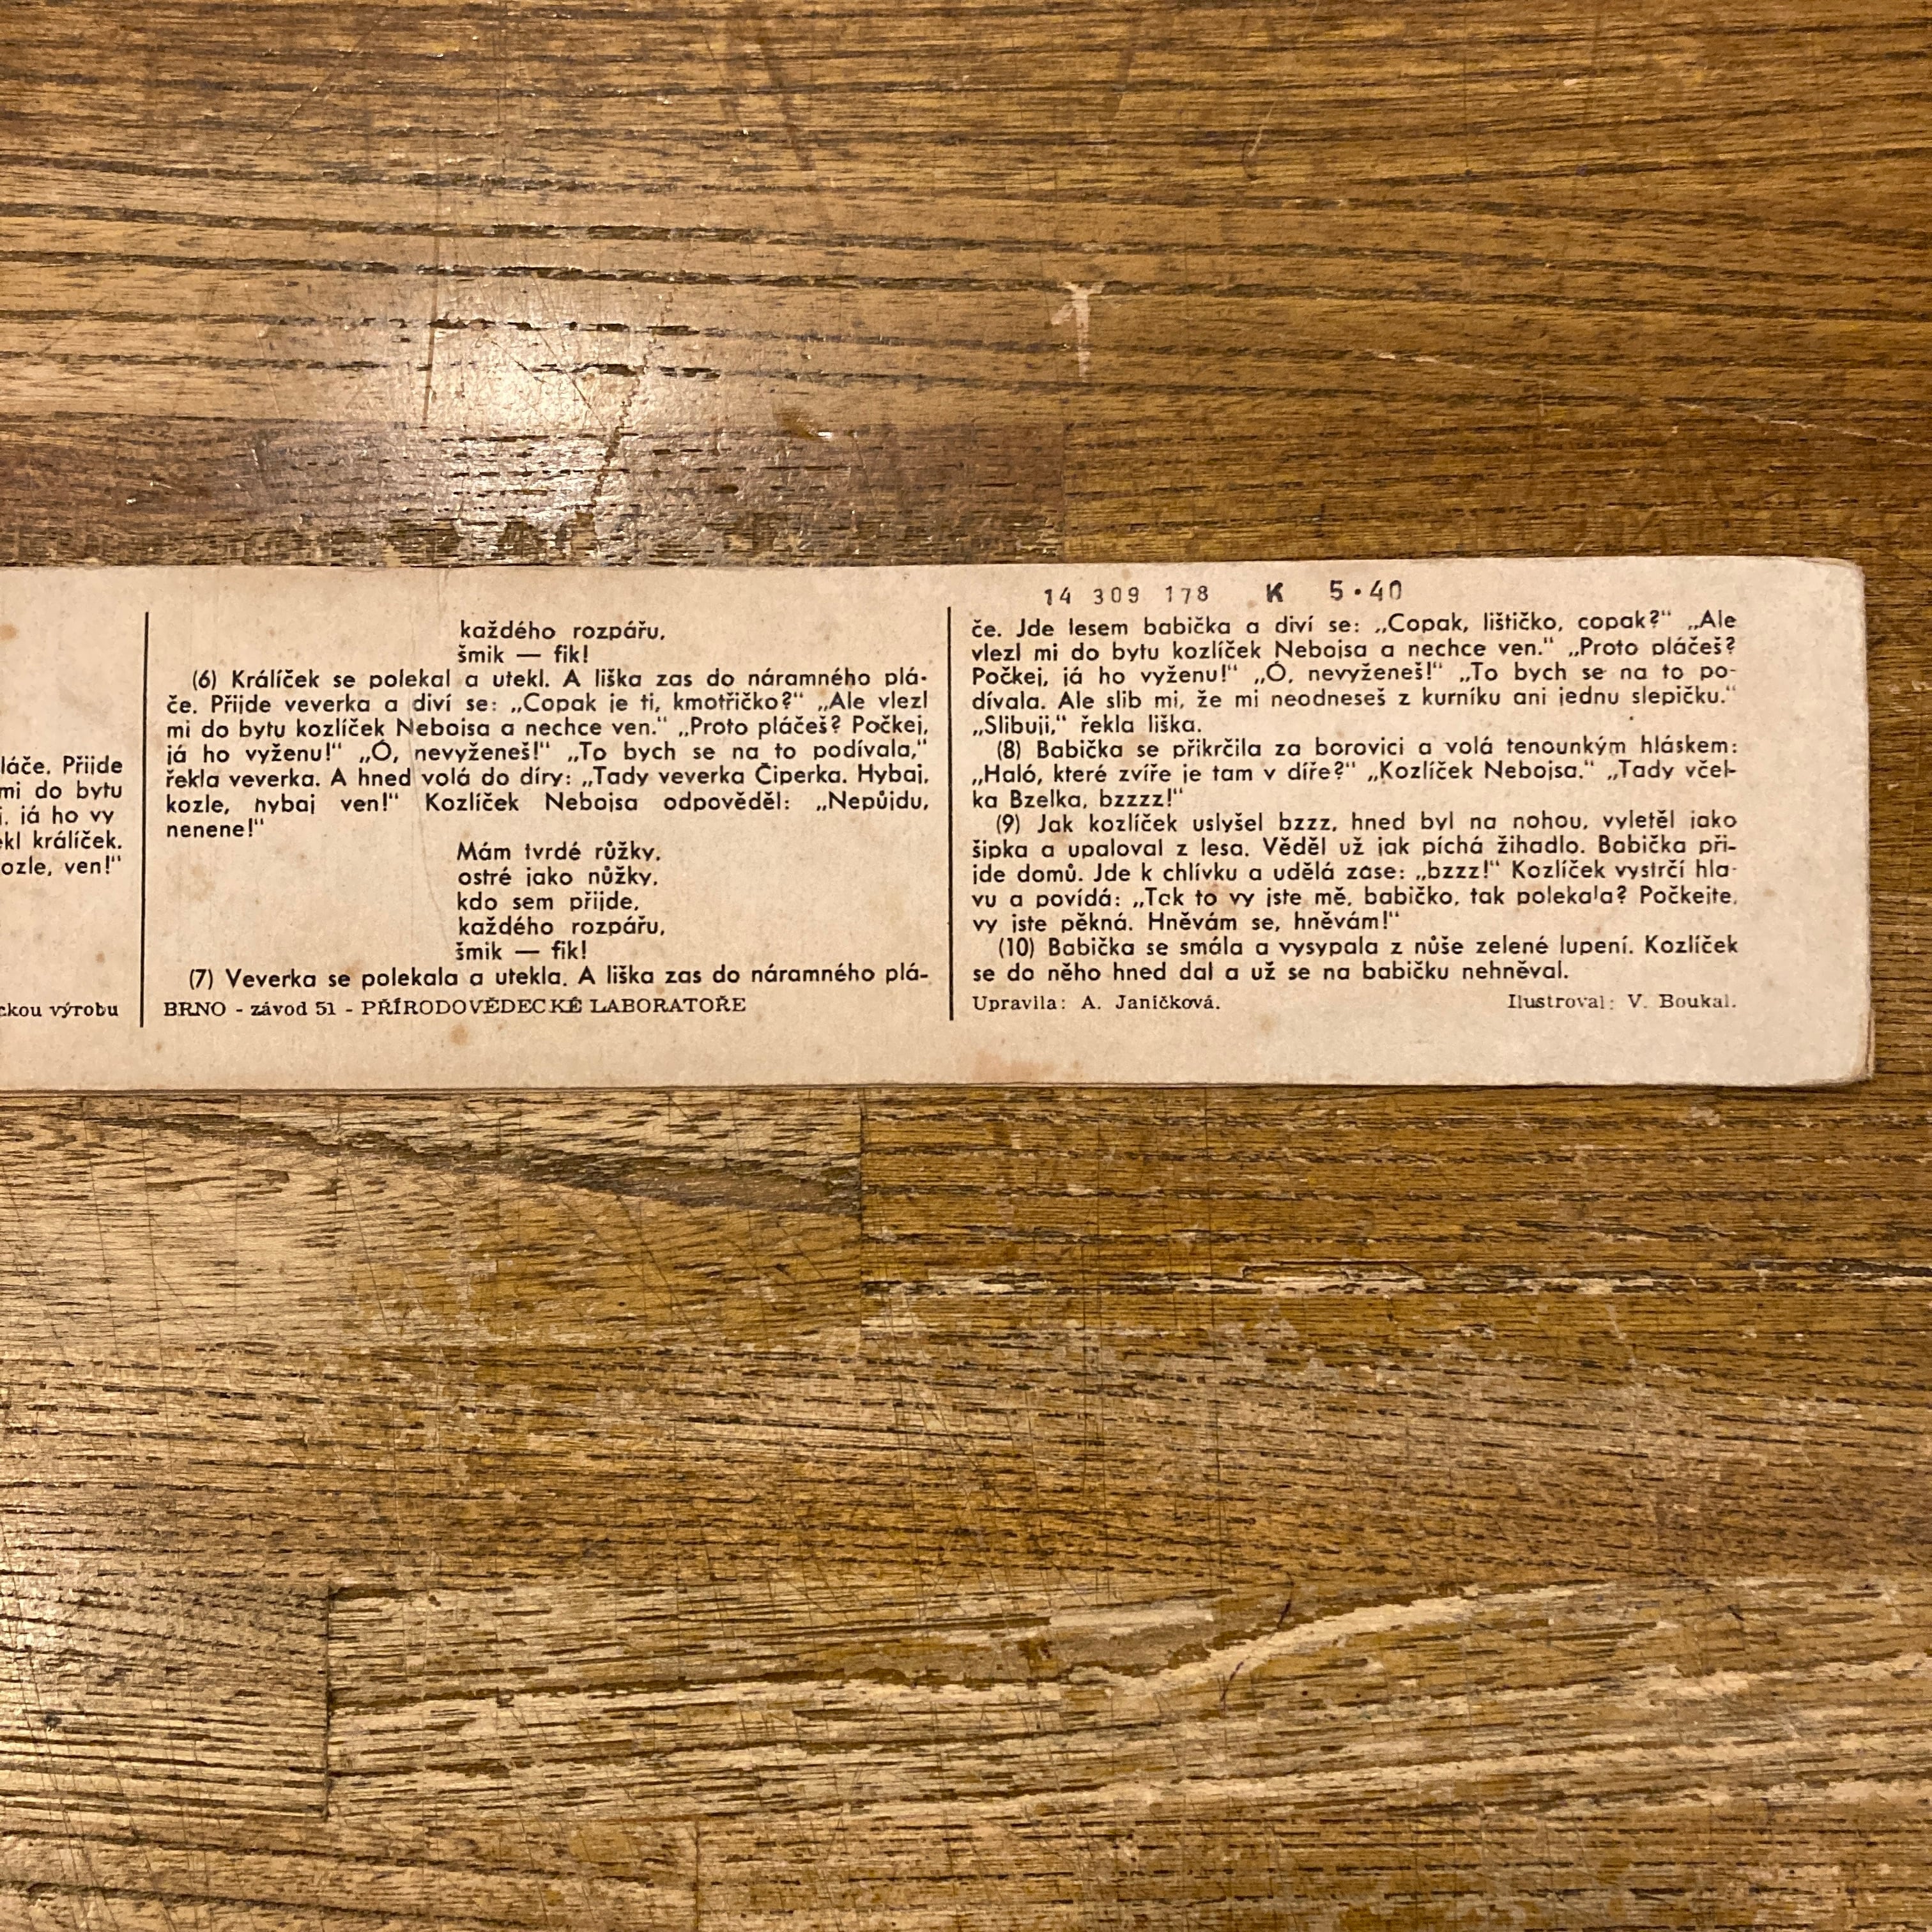 láče. Přijde
mi do bytu
já ho vy
králíček.
ven!"
výrobu
každého rozpářu,
šmik — fik!
(6) Králíček se polekal a utekl. A liška zas do náramného plá-
če. Přijde veverka a diví se: „Copak je ti, kmotřičko?" „Ale vlezl
mi do bytu kozlíček Nebojsa a nechce ven." „Proto pláčeš? Počkej,
já ho vyženu!" „Ó, nevyženeš!" „To bych se na to podívala,"
řekla veverka. A hned volá do díry: „Tady veverka Čiperka. Hybaj,
kozle, hybaj ven!" Kozlíček Nebojsa odpověděl: „Nepůjdu,
nenene!"
Mám tvrdé růžky,
ostré jako nůžky,
kdo sem přijde,
každého rozpářu,
šmik — fik!
(7) Veverka se polekala a utekla. A liška zas do náramného plá-
BRNO - závod 51 - PŘÍRODOVĚDECKÉ LABORATOŘE
14 309 178 K 5·40
če. Jde lesem babička a diví se: „Copak, lištičko, copak?" „Ale
vlezl mi do bytu kozlíček Nebojsa a nechce ven." „Proto pláčeš?
Počkej, já ho vyženu!" „Ó, nevyženeš!" „To bych se na to po-
dívala. Ale slib mi, že mi neodneseš z kurníku ani jednu slepičku."
„Slibuji," řekla liška.
(8) Babička se přikrčila za borovici a volá tenounkým hláskem:
„Haló, které zvíře je tam v díře?" „Kozlíček Nebojsa." „Tady včel-
ka Bzelka, bzzzz!"
(9) Jak kozlíček uslyšel bzzz, hned byl na nohou, vyletěl jako
šipka a upaloval z lesa. Věděl už jak píchá žihadlo. Babička při-
jde domů. Jde k chlívku a udělá zase: „bzzz!" Kozlíček vystrčí hla-
vu a povídá: „Tak to vy jste mě, babičko, tak polekala? Počkejte,
vy jste pěkná. Hněvám se, hněvám!"
(10) Babička se smála a vysypala z nůše zelené lupení. Kozlíček
se do něho hned dal a už se na babičku nehněval.
Upravila: A. Janíčková. Ilustroval: V. Boukal.